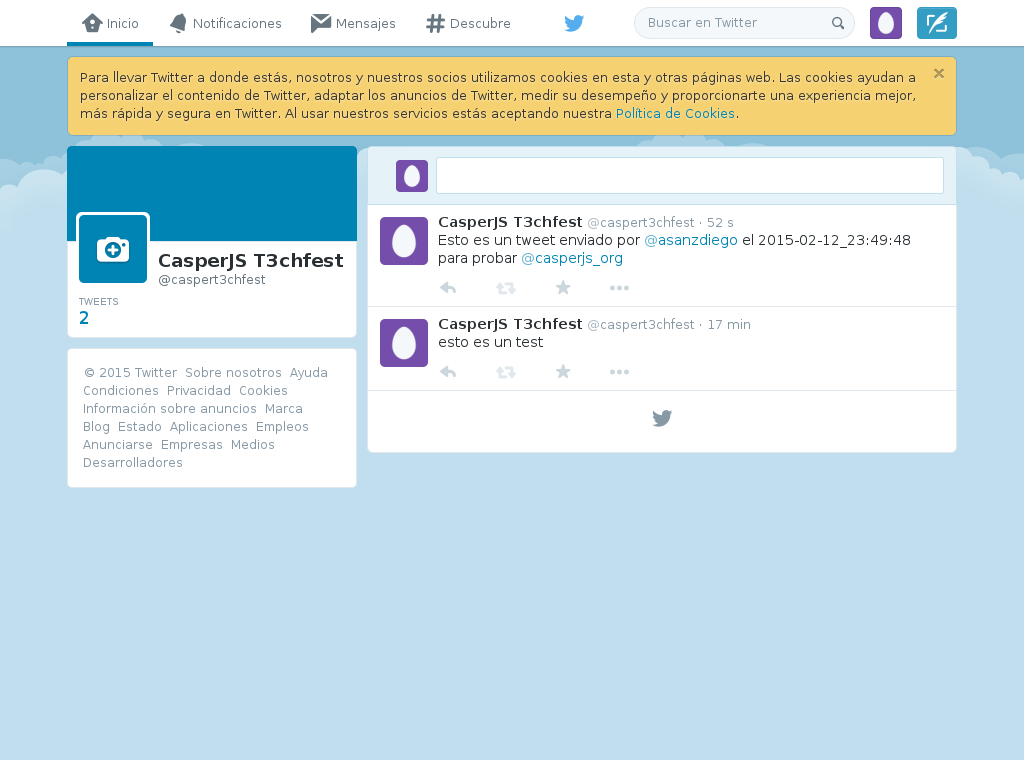 Inicio Notificaciones Mensajes Descubre Buscar en Twitter
Para llevar Twitter a donde estás, nosotros y nuestros socios utilizamos cookies en esta y otras páginas web. Las cookies ayudan a
personalizar el contenido de Twitter, adaptar los anuncios de Twitter, medir su desempeño y proporcionarte una experiencia mejor,
más rápida y segura en Twitter. Al usar nuestros servicios estás aceptando nuestra Política de Cookies.
CasperJS T3chfest
@caspert3chfest
TWEETS
2
© 2015 Twitter Sobre nosotros Ayuda
Condiciones Privacidad Cookies
Información sobre anuncios Marca
Blog Estado Aplicaciones Empleos
Anunciarse Empresas Medios
Desarrolladores
CasperJS T3chfest @caspert3chfest · 52 s
Esto es un tweet enviado por @asanzdiego el 2015-02-12_23:49:48
para probar @casperjs_org
CasperJS T3chfest @caspert3chfest · 17 min
esto es un test